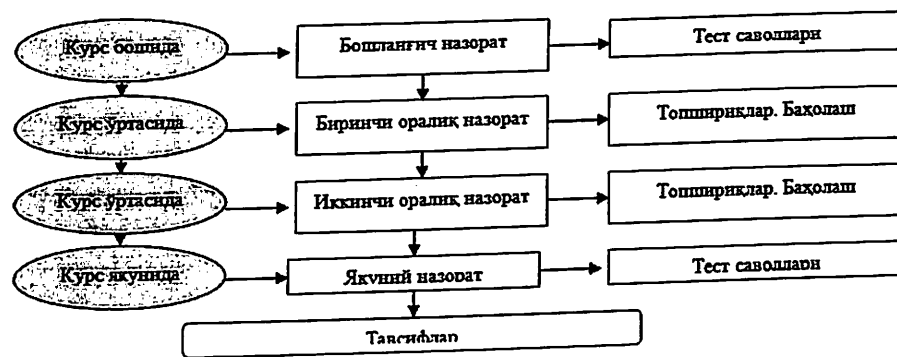 Курс бошида
Бошланғич назорат
Тест саволлари
Курс ўртасида
Биринчи оралиқ назорат
Топшириқлар. Баҳолаш
Курс ўртасида
Иккинчи оралиқ назорат
Топшириқлар. Баҳолаш
Курс якунида
Якуний назорат
Тест саволлари
Тавсифлар